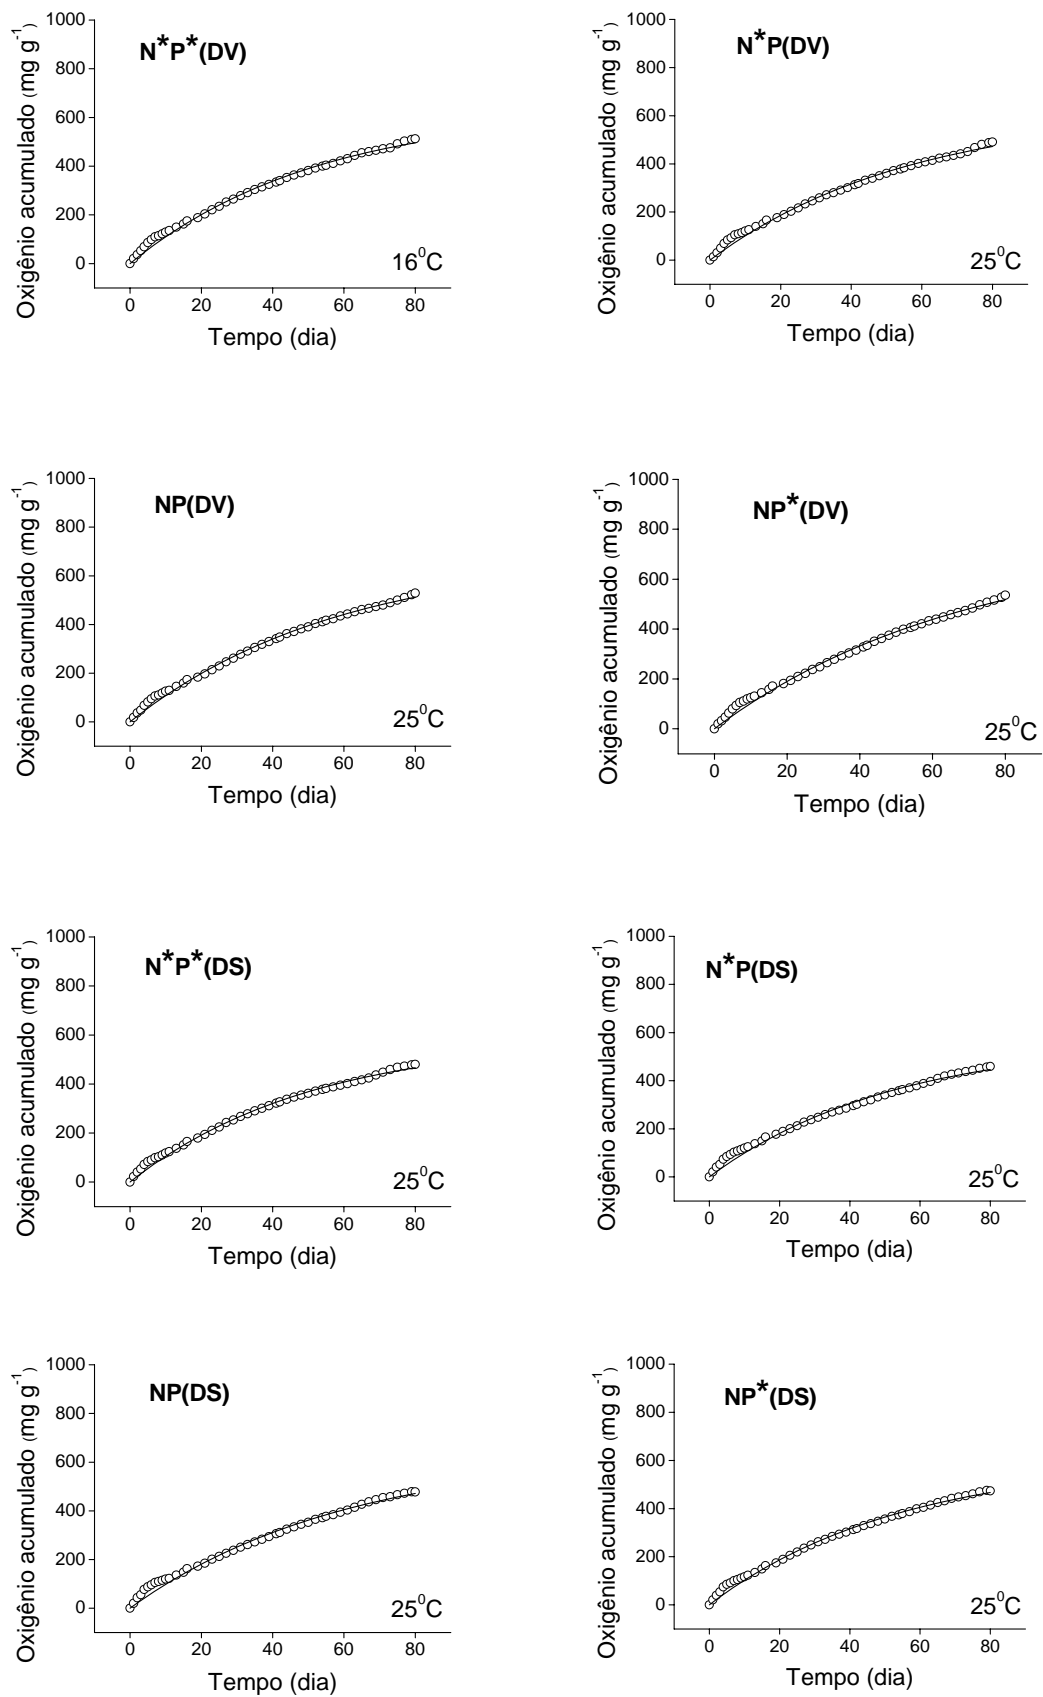 N*P*(DV)
Oxigênio acumulado (mg g-1)
1000
800
600
400
200
0
16⁰C
0 20 40 60 80
Tempo (dia)
N*P(DV)
Oxigênio acumulado (mg g-1)
1000
800
600
400
200
0
25⁰C
0 20 40 60 80
Tempo (dia)
NP(DV)
Oxigênio acumulado (mg g-1)
1000
800
600
400
200
0
25⁰C
0 20 40 60 80
Tempo (dia)
NP*(DV)
Oxigênio acumulado (mg g-1)
1000
800
600
400
200
0
25⁰C
0 20 40 60 80
Tempo (dia)
N*P*(DS)
Oxigênio acumulado (mg g-1)
1000
800
600
400
200
0
25⁰C
0 20 40 60 80
Tempo (dia)
N*P(DS)
Oxigênio acumulado (mg g-1)
1000
800
600
400
200
0
25⁰C
0 20 40 60 80
Tempo (dia)
NP(DS)
Oxigênio acumulado (mg g-1)
1000
800
600
400
200
0
25⁰C
0 20 40 60 80
Tempo (dia)
NP*(DS)
Oxigênio acumulado (mg g-1)
1000
800
600
400
200
0
25⁰C
0 20 40 60 80
Tempo (dia)